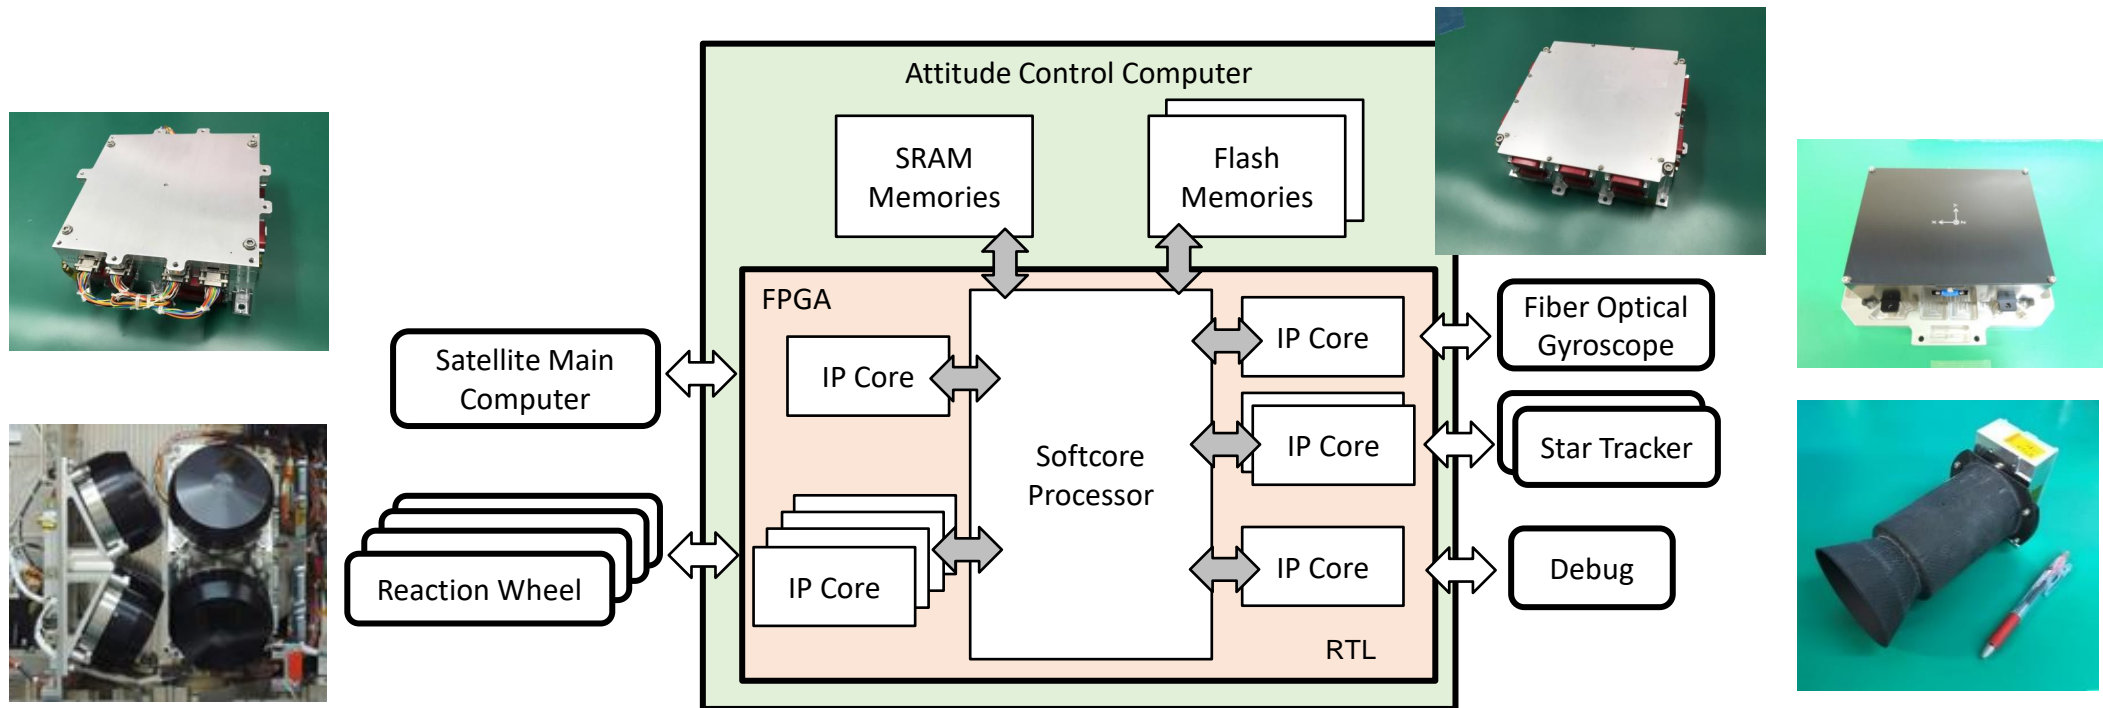 Attitude Control Computer
SRAM
Memories
Flash
Memories
FPGA
Satellite Main
Computer
IP Core
Reaction Wheel
IP Core
Softcore
Processor
IP Core
Fiber Optical
Gyroscope
IP Core
Star Tracker
IP Core
Debug
RTL
X
Y
Z